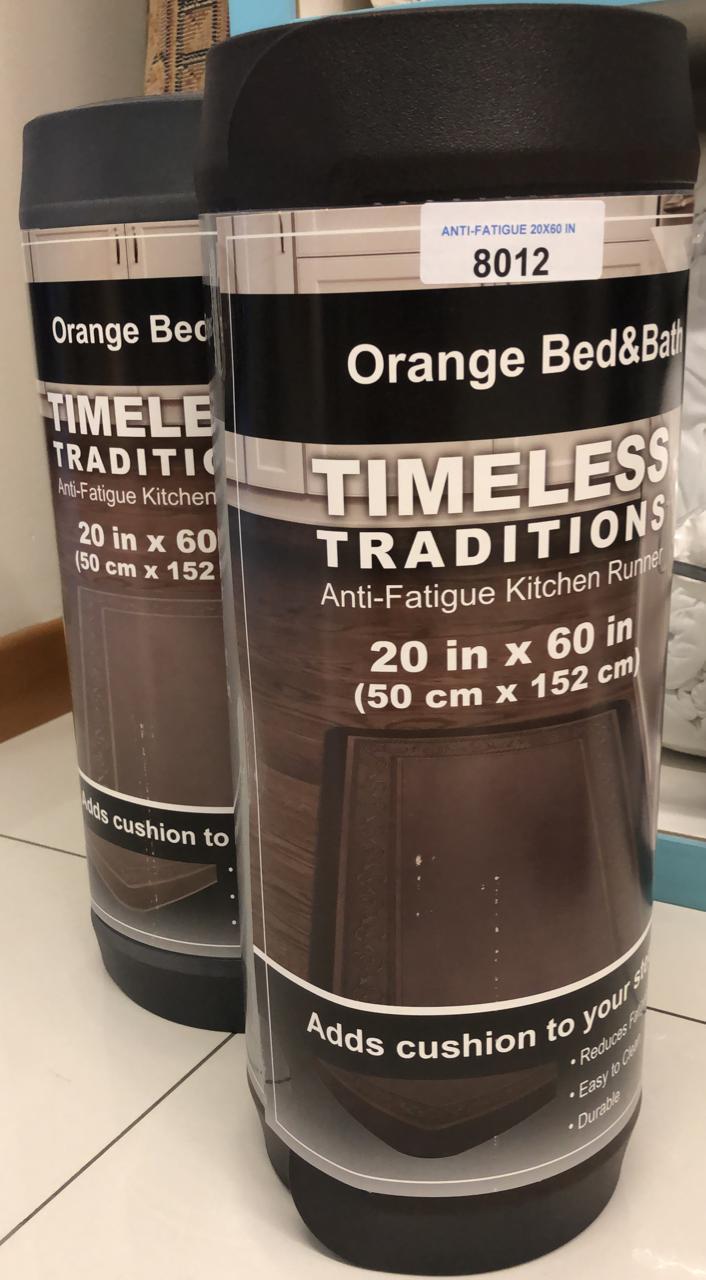 ANTI-FATIGUE 20X60 IN
8012
Orange Bed&Bath
TIMELESS
TRADITIONS
Anti-Fatigue Kitchen Runner
20 in x 60 in
(50 cm x 152 cm)
Adds cushion to your
• Reduces
• Easy to Clean
• Durable
Orange Bed
TIMELE
TRADITIO
Anti-Fatigue Kitchen
20 in x 60
(50 cm x 152
Adds cushion to